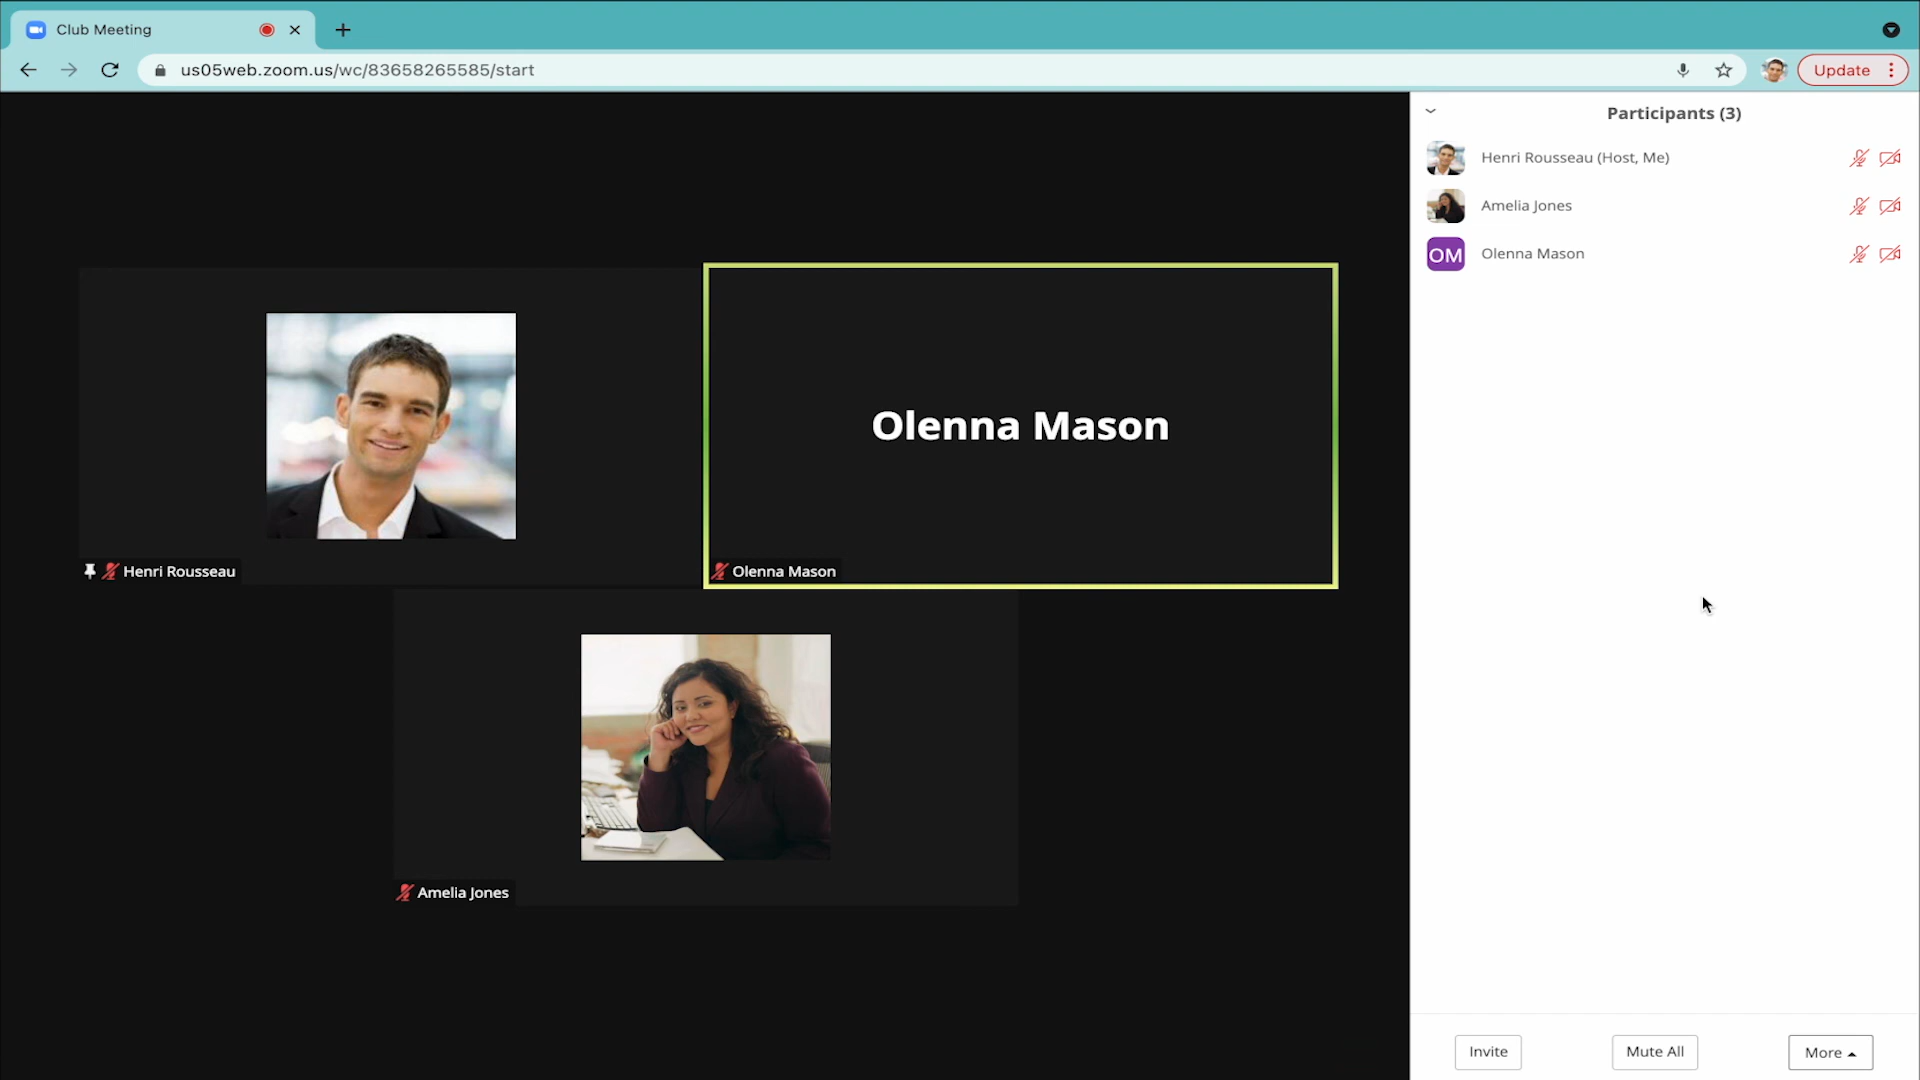 Club Meeting
us05web.zoom.us/wc/83658265585/start
Update
Participants (3)
Henri Rousseau (Host, Me)
Amelia Jones
OM Olenna Mason
Olenna Mason
Henri Rousseau
Olenna Mason
Amelia Jones
Invite
Mute All
More